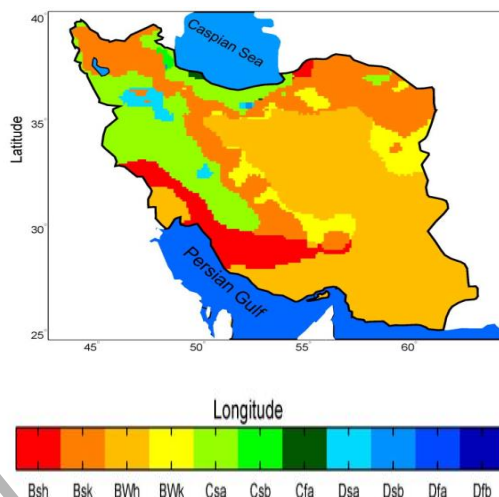 40
Caspian Sea
35
Latitude
30
Persian Gulf
25
45 50 55 60
Longitude
Bsh Bsk BWh BWk Csa Csb Cfa Dsa Dsb Dfa Dfb